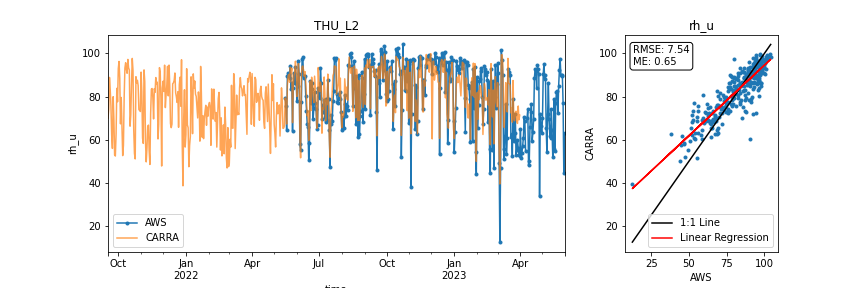 THU_L2
rh_u
100
80
60
40
20
rh_u
AWS
CARRA
Oct
Jan
2022
Apr
Jul
Oct
Jan
2023
Apr
time
rh_u
RMSE: 7.54
ME: 0.65
100
80
60
40
20
CARRA
1:1 Line
Linear Regression
25
50
75
100
AWS